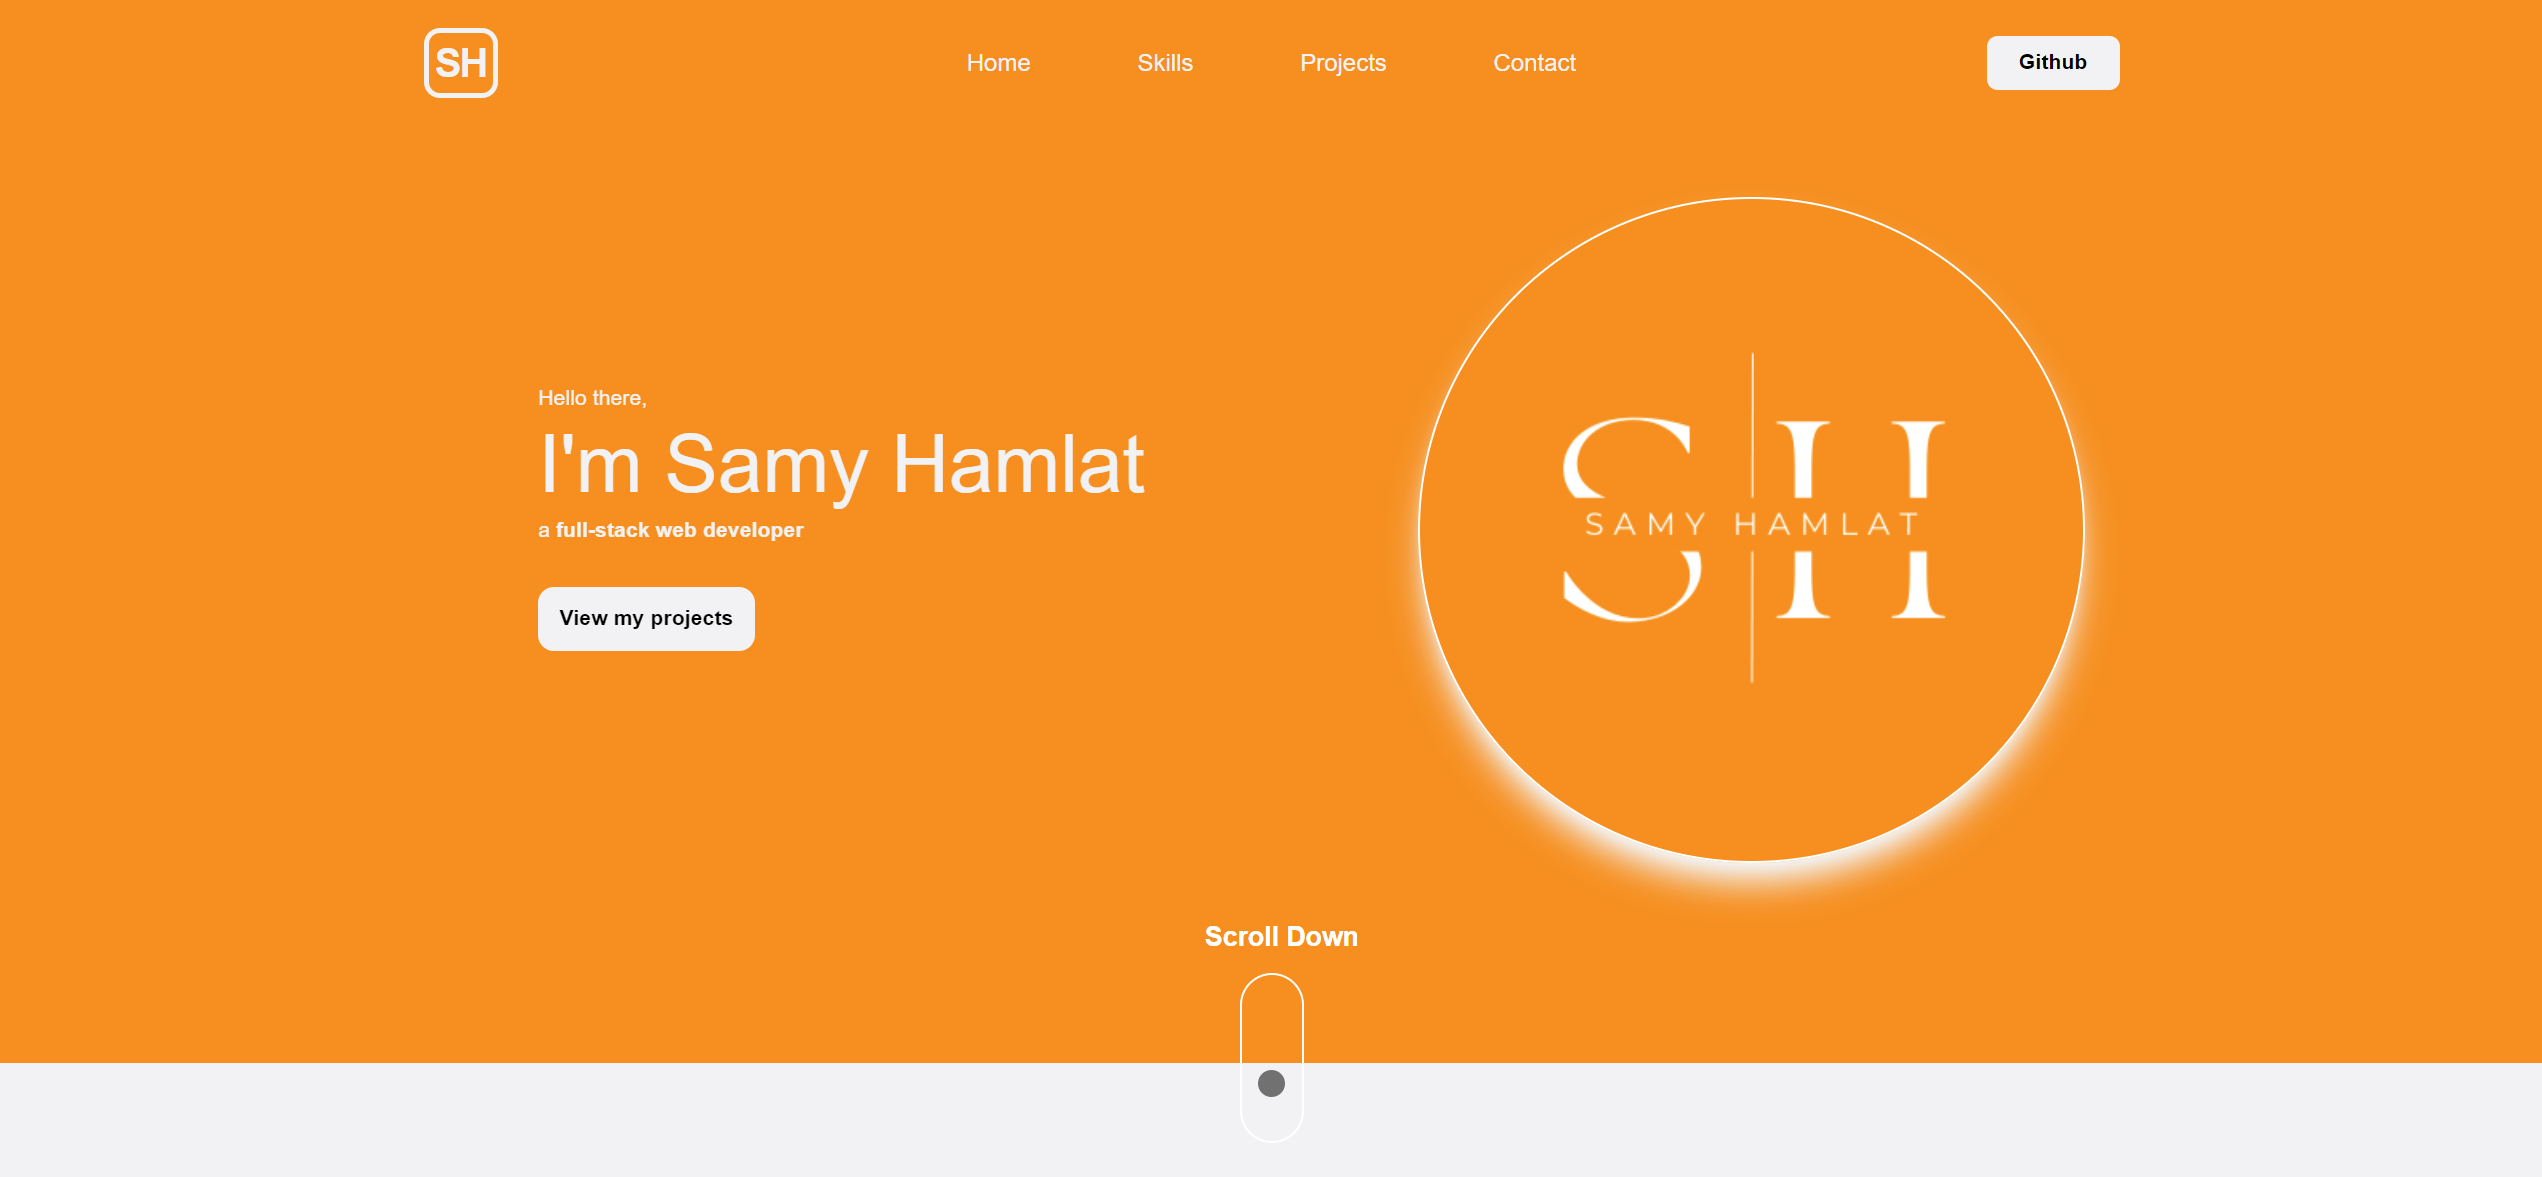 SH
Home
Skills
Projects
Contact
Github
Hello there,
I'm Samy Hamlat
a full-stack web developer
View my projects
SH
SAMY HAMLAT
Scroll Down